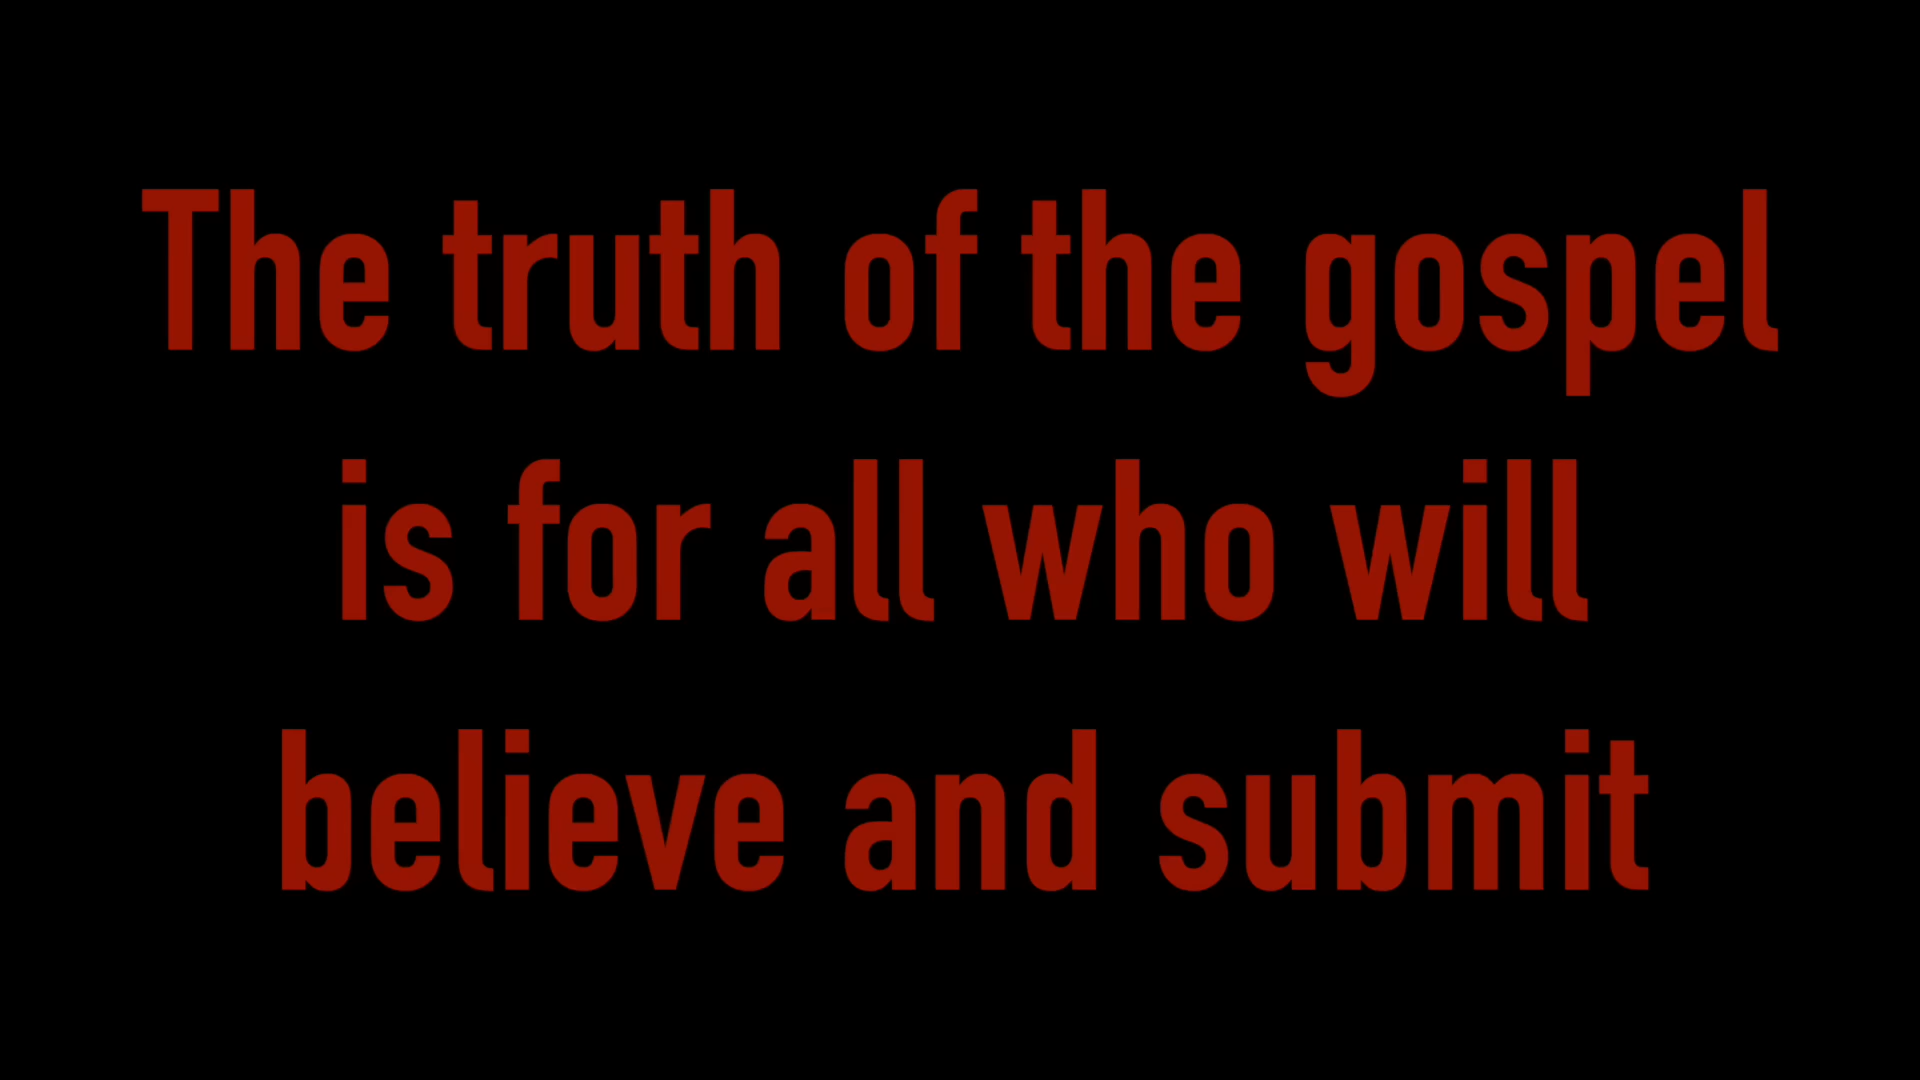 The truth of the gospel
is for all who will
believe and submit